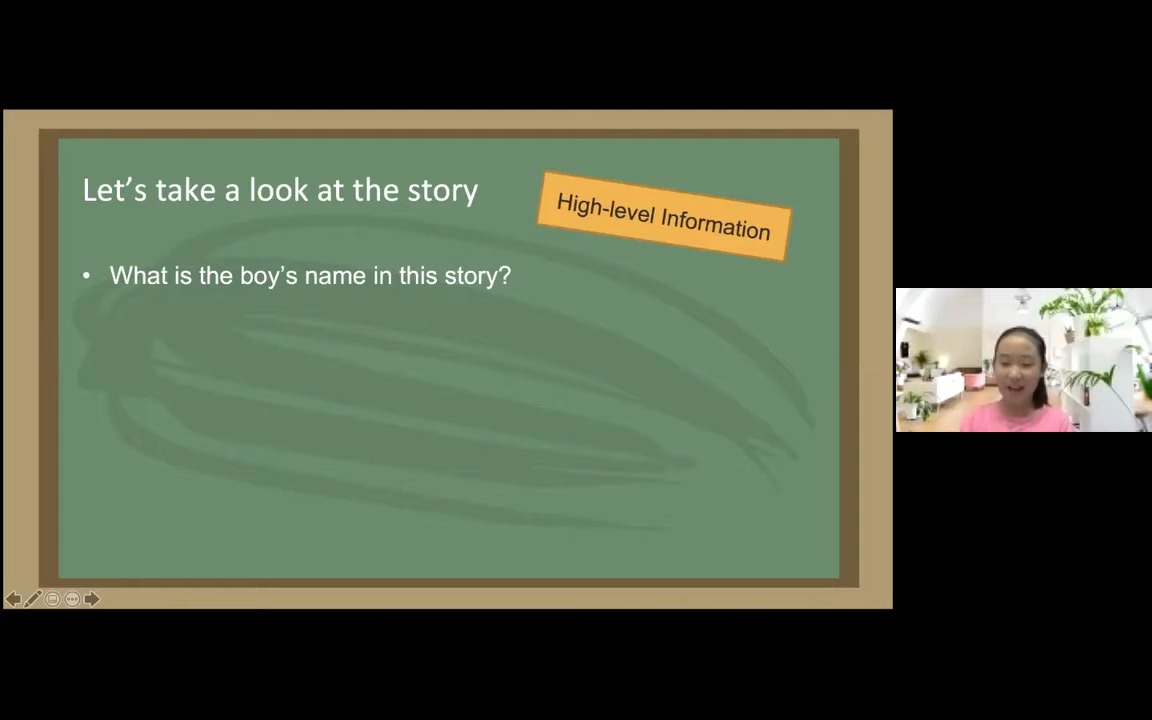 Let’s take a look at the story
High-level Information
• What is the boy’s name in this story?